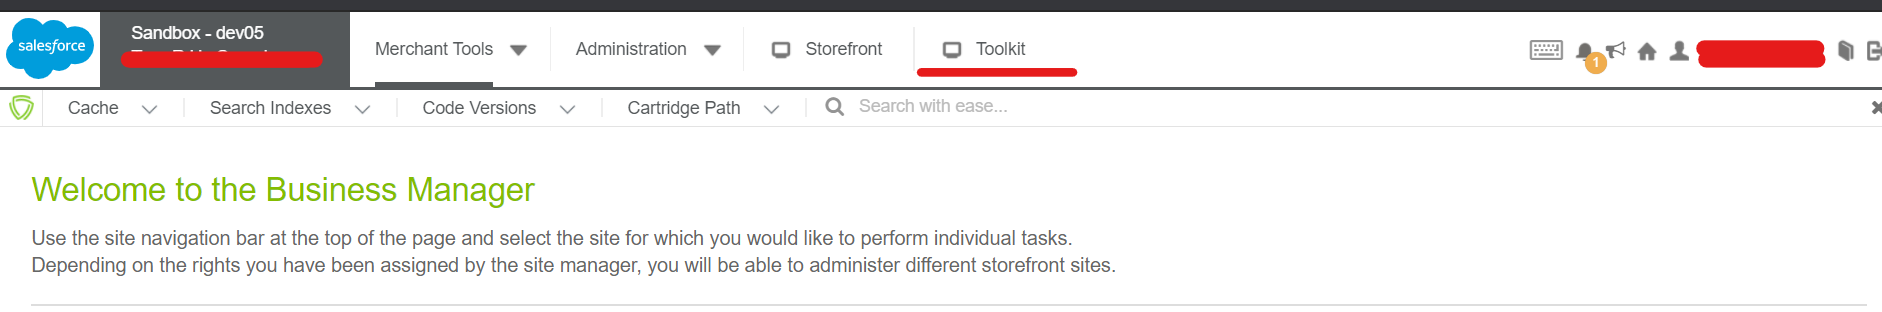 salesforce
Sandbox - dev05
Merchant Tools
Administration
Storefront
Toolkit
1
Cache
Search Indexes
Code Versions
Cartridge Path
Search with ease...
Welcome to the Business Manager
Use the site navigation bar at the top of the page and select the site for which you would like to perform individual tasks.
Depending on the rights you have been assigned by the site manager, you will be able to administer different storefront sites.